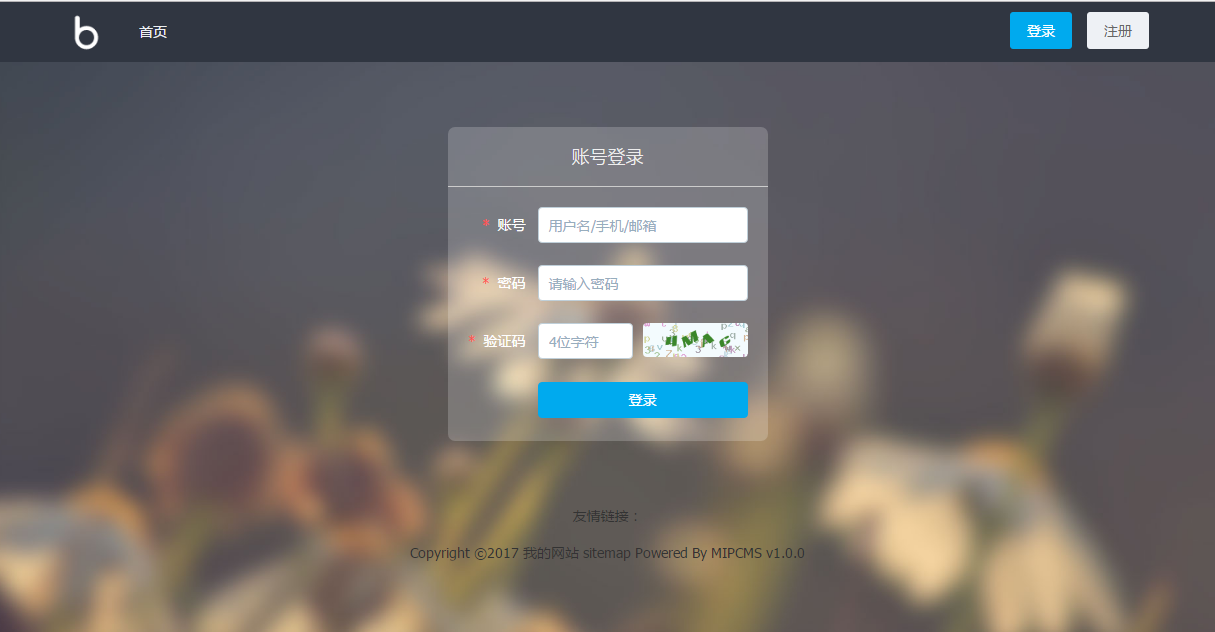 首页 登录 注册
账号登录
* 账号 用户名/手机/邮箱
* 密码 请输入密码
* 验证码 4位字符
登录
友情链接：
Copyright ©2017 我的网站 sitemap Powered By MIPCMS v1.0.0